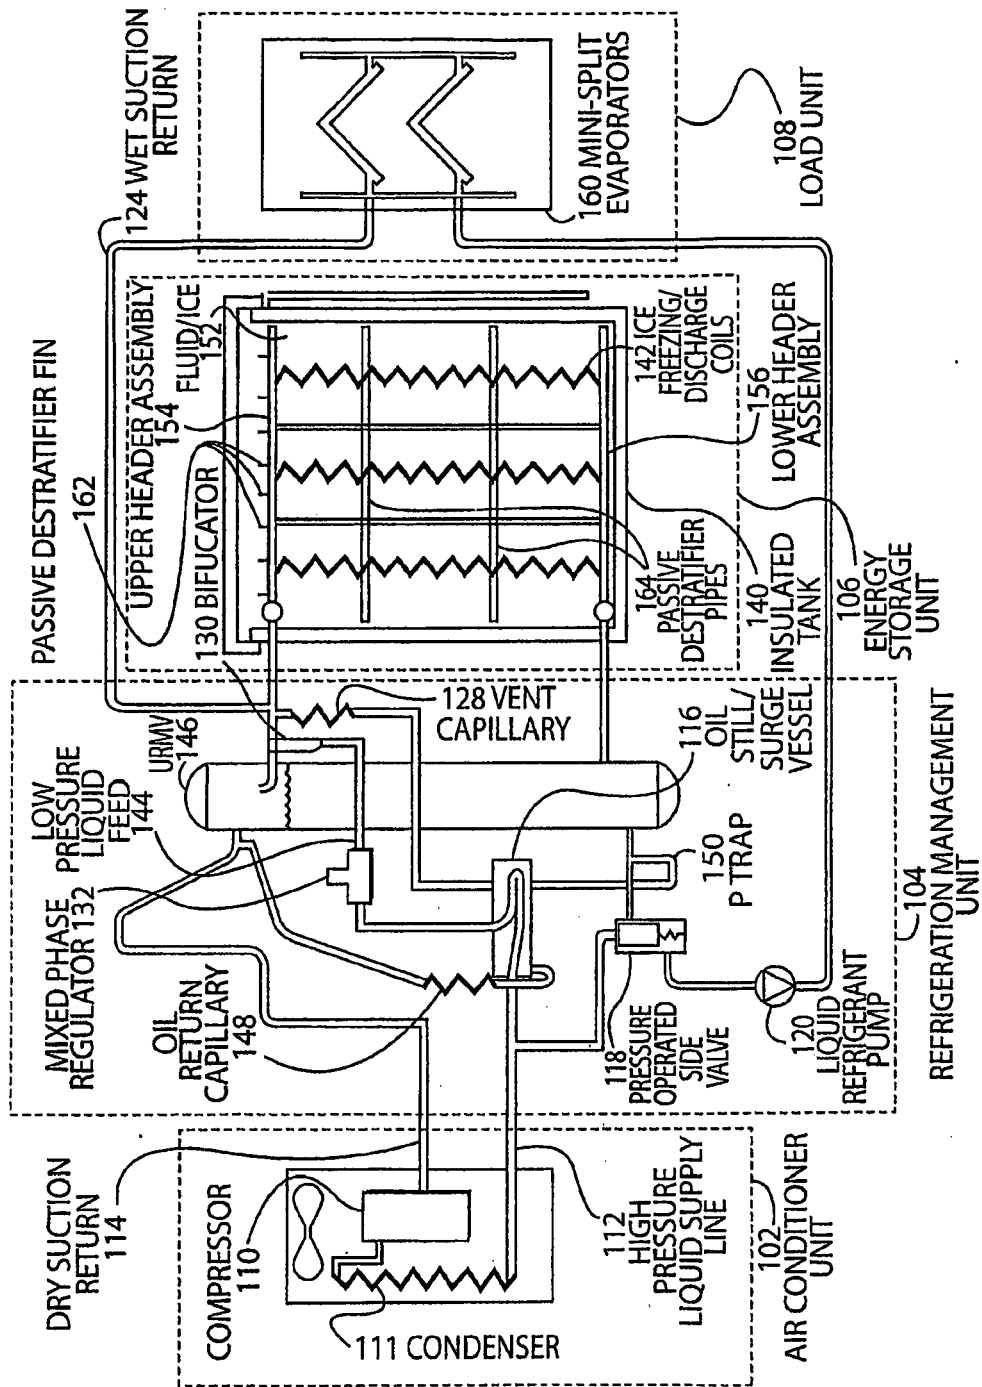 DRY SUCTION
RETURN
114
COMPRESSOR
110
111 CONDENSER
112
HIGH
PRESSURE
LIQUID SUPPLY
LINE
102
AIR CONDITIONER
UNIT
MIXED PHASE
REGULATOR 132
LOW
PRESSURE
LIQUID
FEED
144
OIL
RETURN
CAPILLARY
148
URMV
146
130 BIFUCATOR
128 VENT
CAPILLARY
116
OIL
STILL/
SURGE
VESSEL
150
P TRAP
118
PRESSURE
OPERATED
SIDE
VALVE
120
LIQUID
REFRIGERANT
PUMP
104
REFRIGERATION MANAGEMENT
UNIT
PASSIVE DESTRATIFIER FIN
162
UPPER HEADER ASSEMBLY
154
FLUID/ICE
152
142 ICE
FREEZING/
DISCHARGE
COILS
164
PASSIVE
DESTRATIFIER
PIPES
140
INSULATED
TANK
156
LOWER HEADER
ASSEMBLY
106
ENERGY
STORAGE
UNIT
124 WET SUCTION
RETURN
160 MINI-SPLIT
EVAPORATORS
108
LOAD UNIT